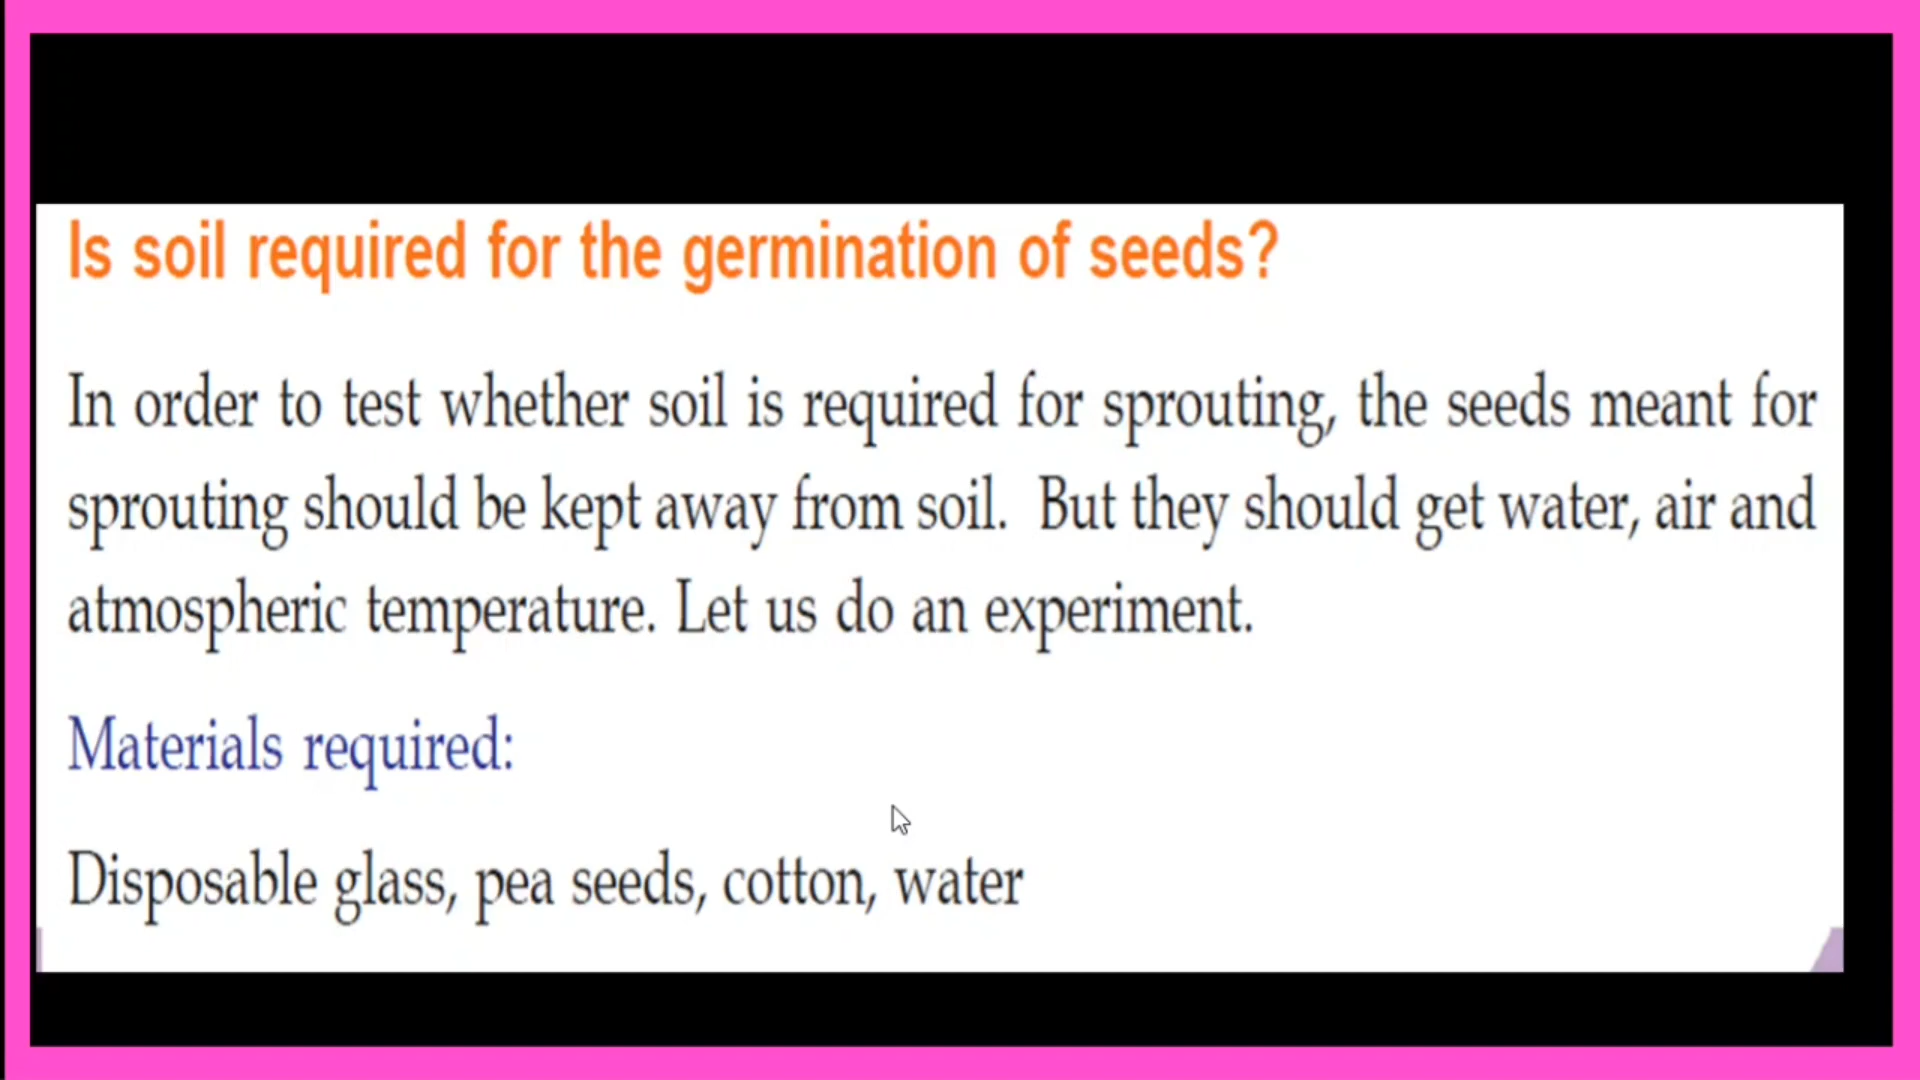 Is soil required for the germination of seeds?
In order to test whether soil is required for sprouting, the seeds meant for
sprouting should be kept away from soil. But they should get water, air and
atmospheric temperature. Let us do an experiment.
Materials required:
Disposable glass, pea seeds, cotton, water